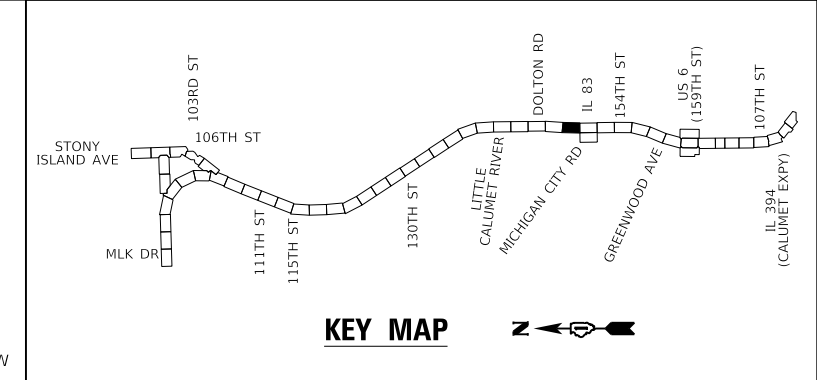 103RD ST
106TH ST
STONY
ISLAND AVE
MLK DR
111TH ST
115TH ST
130TH ST
LITTLE
CALUMET RIVER
DOLTON RD
MICHIGAN CITY RD
IL 83
154TH ST
GREENWOOD AVE
US 6
(159TH ST)
107TH ST
IL 394
(CALUMET EXPY)
KEY MAP
N
W